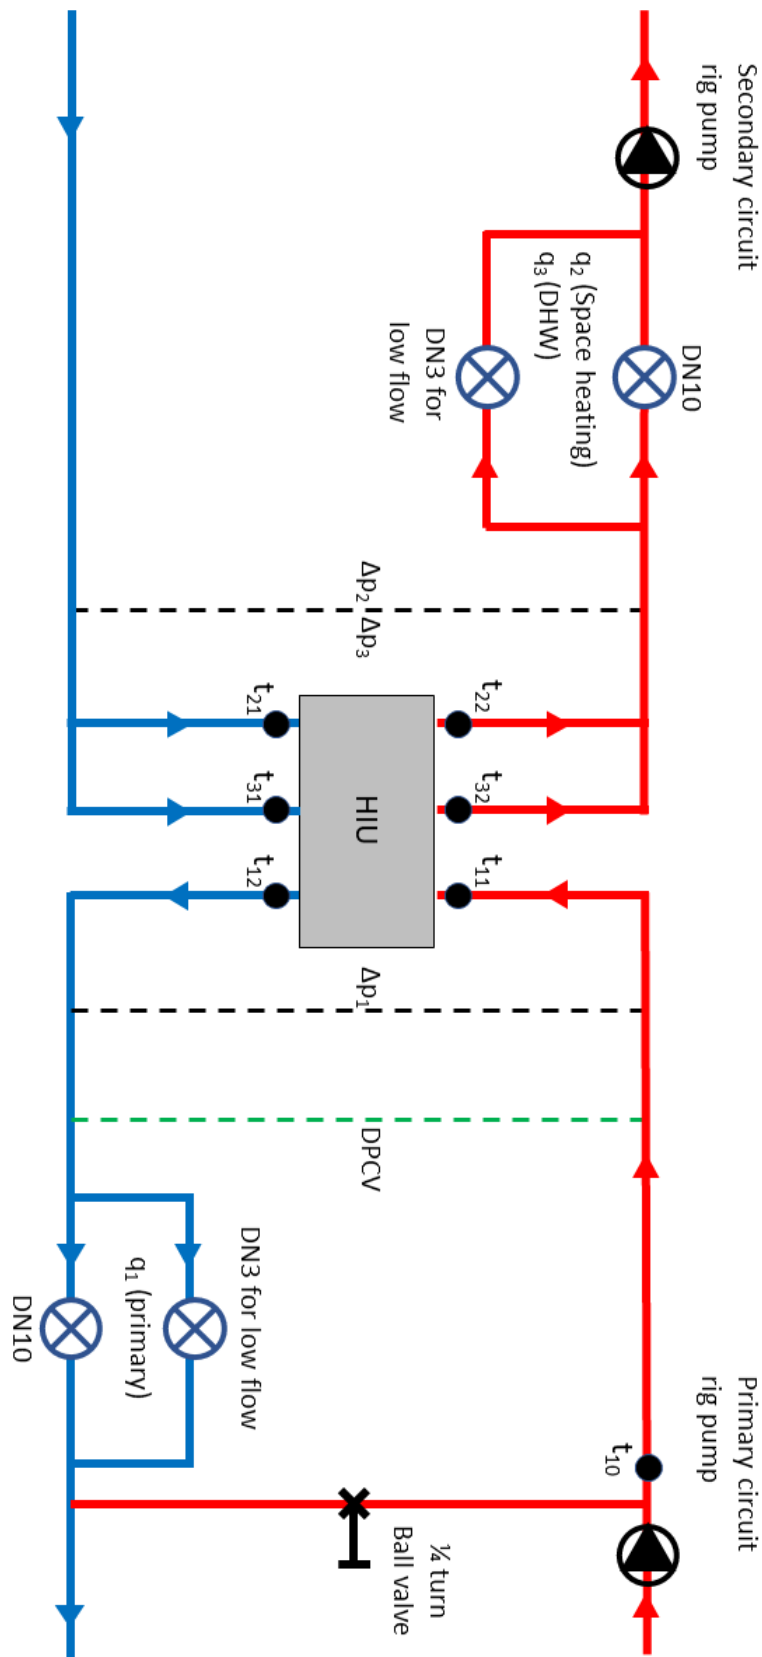 Secondary circuit
rig pump
DN10
q₂ (Space heating)
q₃ (DHW)
DN3 for
low flow
Δp₂ Δp₃
t₂₂
t₃₂
t₁₁
HIU
t₂₁
t₃₁
t₁₂
Δp₁
DPCV
DN3 for low flow
q₁ (primary)
DN10
Primary circuit
rig pump
t₁₀
¼ turn
Ball valve